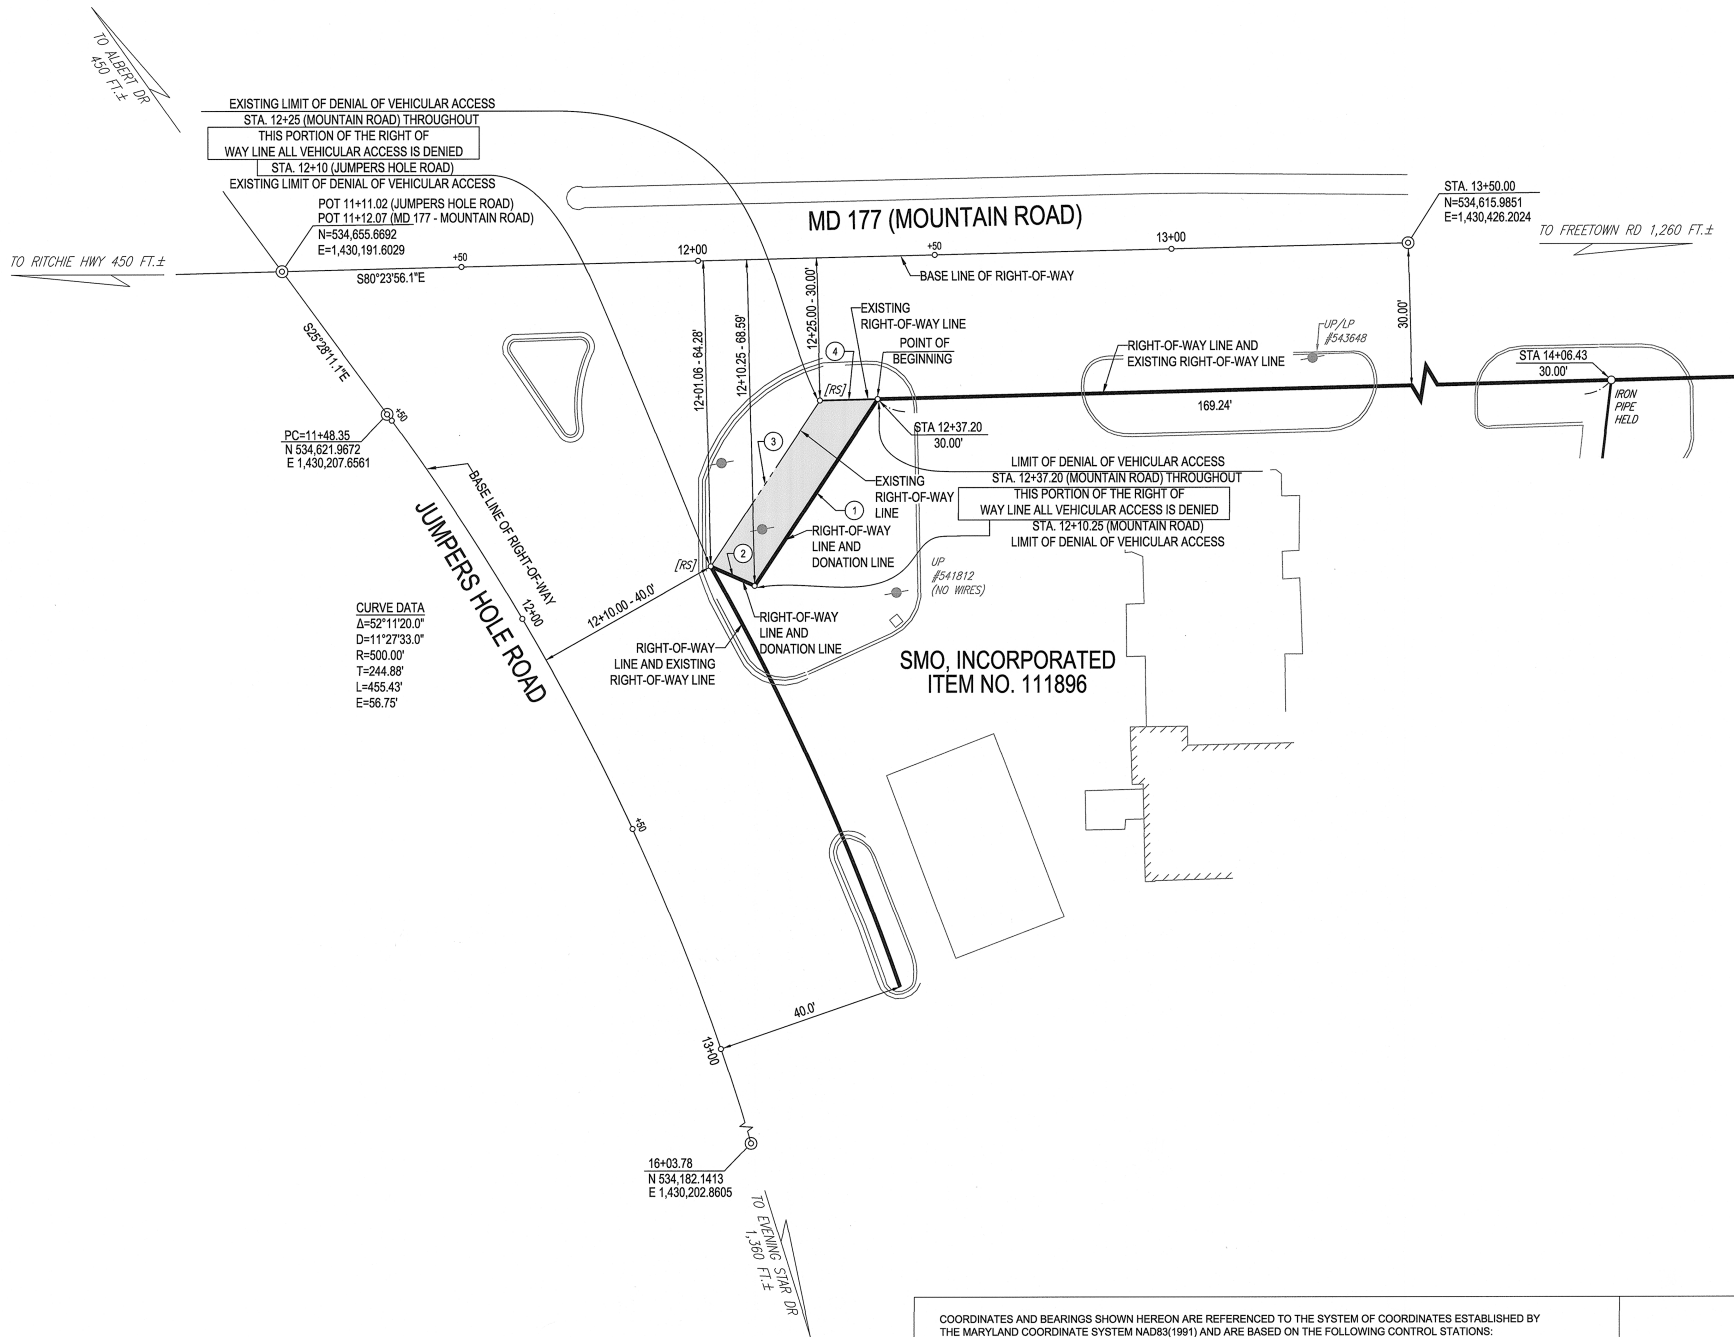 TO ALBERT DR
450 FT.±
EXISTING LIMIT OF DENIAL OF VEHICULAR ACCESS
STA. 12+25 (MOUNTAIN ROAD) THROUGHOUT
THIS PORTION OF THE RIGHT OF
WAY LINE ALL VEHICULAR ACCESS IS DENIED
STA. 12+10 (JUMPERS HOLE ROAD)
EXISTING LIMIT OF DENIAL OF VEHICULAR ACCESS
POT 11+11.02 (JUMPERS HOLE ROAD)
POT 11+12.07 (MD 177 - MOUNTAIN ROAD)
N=534,655.6692
E=1,430,191.6029
TO RITCHIE HWY 450 FT.±
+50
S80°23'56.1"E
12+00
MD 177 (MOUNTAIN ROAD)
+50
BASE LINE OF RIGHT-OF-WAY
13+00
STA. 13+50.00
N=534,615.9851
E=1,430,426.2024
TO FREETOWN RD 1,260 FT.±
S25°28'11.1"E
12+01.06 - 64.28'
12+10.25 - 68.59'
12+25.00 - 30.00'
30.00'
EXISTING
RIGHT-OF-WAY LINE
POINT OF
BEGINNING
4
[RS]
UP/LP
#543648
RIGHT-OF-WAY LINE AND
EXISTING RIGHT-OF-WAY LINE
169.24'
STA 14+06.43
30.00'
IRON
PIPE
HELD
+50
PC=11+48.35
N 534,621.9672
E 1,430,207.6561
3
STA 12+37.20
30.00'
LIMIT OF DENIAL OF VEHICULAR ACCESS
STA. 12+37.20 (MOUNTAIN ROAD) THROUGHOUT
THIS PORTION OF THE RIGHT OF
WAY LINE ALL VEHICULAR ACCESS IS DENIED
STA. 12+10.25 (MOUNTAIN ROAD)
LIMIT OF DENIAL OF VEHICULAR ACCESS
EXISTING
RIGHT-OF-WAY
LINE
1
RIGHT-OF-WAY
LINE AND
DONATION LINE
2
[RS]
UP
#541812
(NO WIRES)
BASE LINE OF RIGHT-OF-WAY
JUMPERS HOLE ROAD
12+00
12+10.00 - 40.0'
CURVE DATA
Δ=52°11'20.0"
D=11°27'33.0"
R=500.00'
T=244.88'
L=455.43'
E=56.75'
RIGHT-OF-WAY
LINE AND
DONATION LINE
RIGHT-OF-WAY
LINE AND EXISTING
RIGHT-OF-WAY LINE
SMO, INCORPORATED
ITEM NO. 111896
+50
40.0'
13+00
16+03.78
N 534,182.1413
E 1,430,202.8605
TO EVENING STAR DR
1,360 FT.±
COORDINATES AND BEARINGS SHOWN HEREON ARE REFERENCED TO THE SYSTEM OF COORDINATES ESTABLISHED BY
THE MARYLAND COORDINATE SYSTEM NAD83(1991) AND ARE BASED ON THE FOLLOWING CONTROL STATIONS: